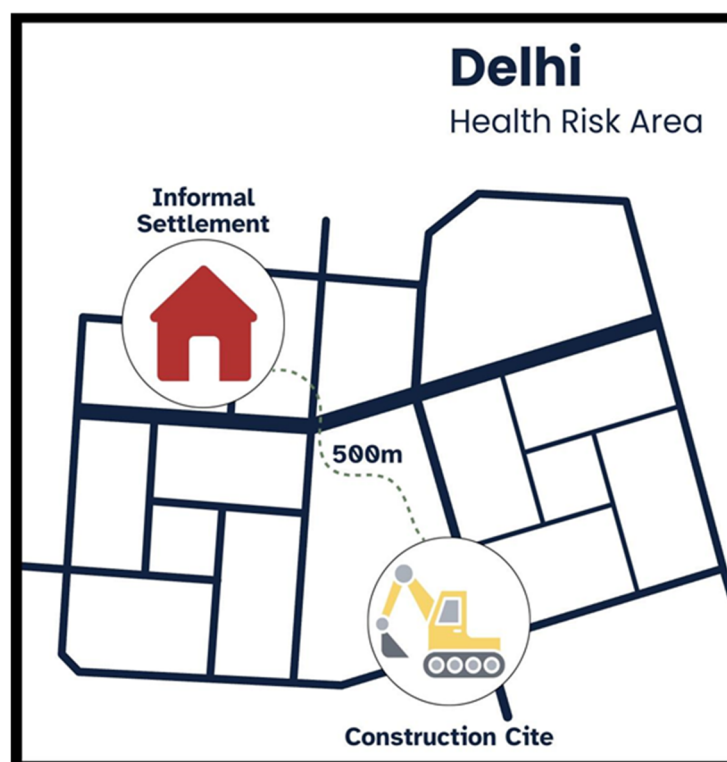 Delhi
Health Risk Area
Informal
Settlement
500m
Construction Cite